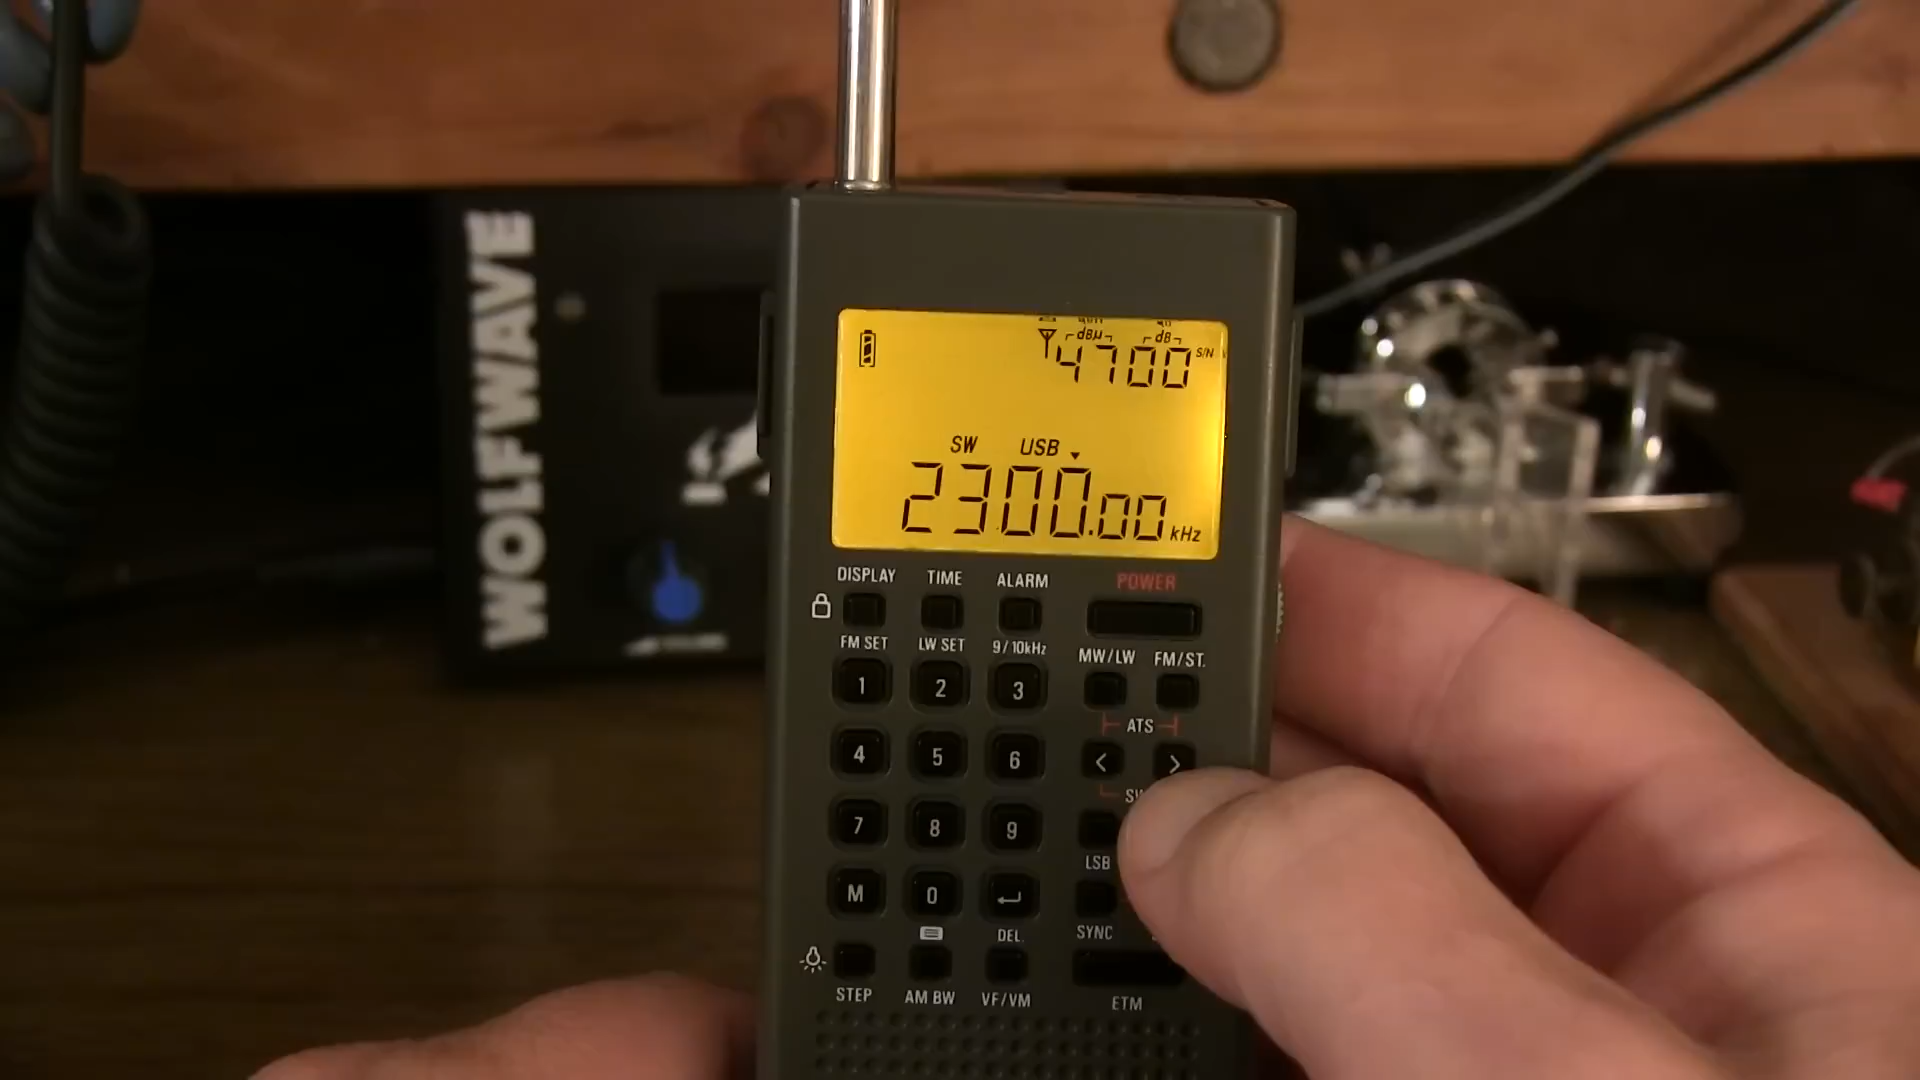 WOLFWAVE
dBµ dB
4700 S/N
SW USB
2300.00 kHz
DISPLAY TIME ALARM POWER
FM SET LW SET 9/10kHz MW/LW FM/ST.
1 2 3
ATS
4 5 6 < >
7 8 9
LSB
M 0
DEL. SYNC
STEP AM BW VF/VM ETM